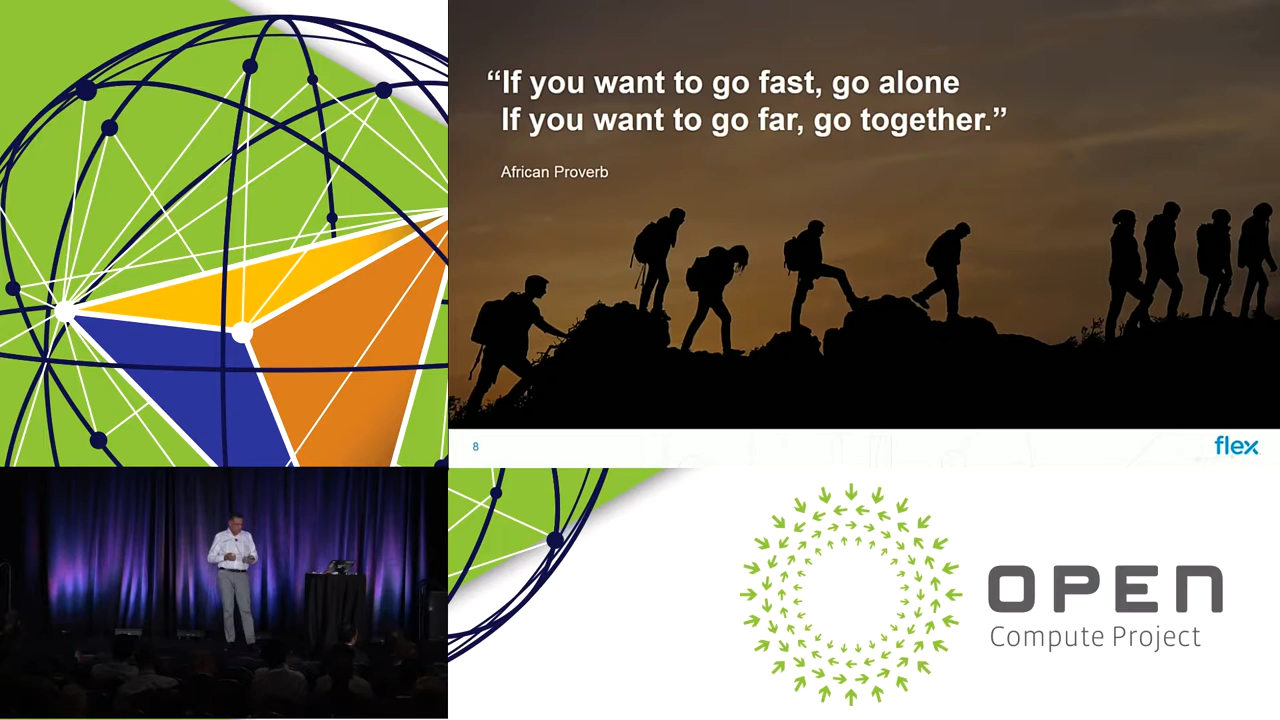 “If you want to go fast, go alone
If you want to go far, go together.”
African Proverb
8
flex
OPEN
Compute Project